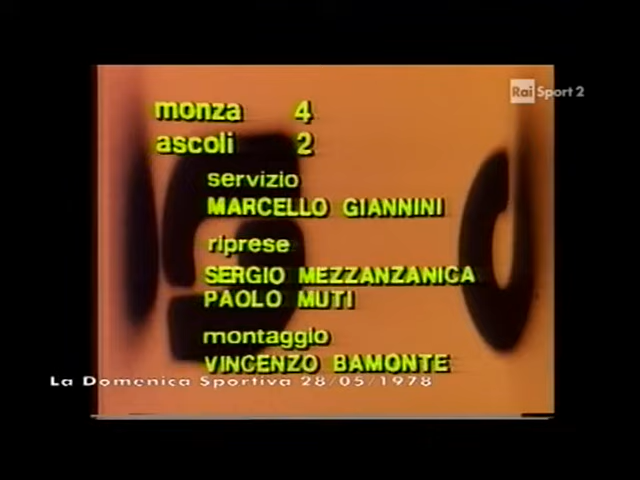 Rai Sport 2
monza 4
ascoli 2
servizio
MARCELLO GIANNINI
riprese
SERGIO MEZZANZANICA
PAOLO MUTI
montaggio
VINCENZO BAMONTE
La Domenica Sportiva 28/05/1978